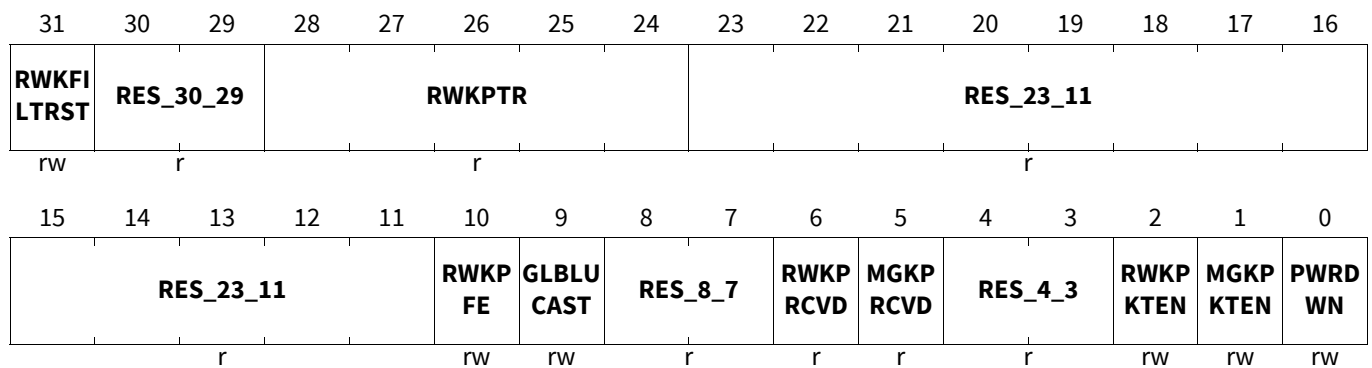 31 30 29 28 27 26 25 24 23 22 21 20 19 18 17 16
RWKFI
LTRST RES_30_29 RWKPTR RES_23_11
rw r r r
15 14 13 12 11 10 9 8 7 6 5 4 3 2 1 0
RES_23_11 RWKP GLBLU RES_8_7 RWKP MGKP RES_4_3 RWKP MGKP PWRD
FE UCAST RCVD RCVD KTEN PKTEN WN
r rw rw r r r r rw rw rw